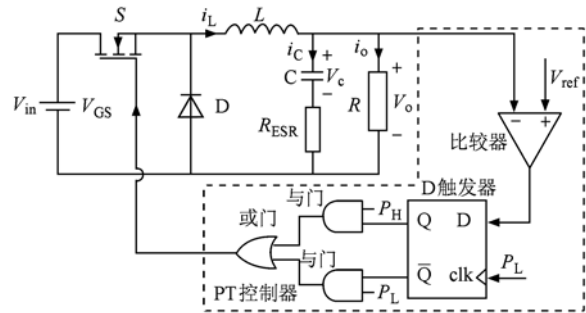 S
i_L
L
i_C
i_o
+
+
C
V_c
−
V_in
V_GS
D
R_ESR
R
V_o
−
V_ref
−
+
比较器
D触发器
与门
P_H
Q
D
或门
与门
Q̄
clk
P_L
P_L
PT控制器